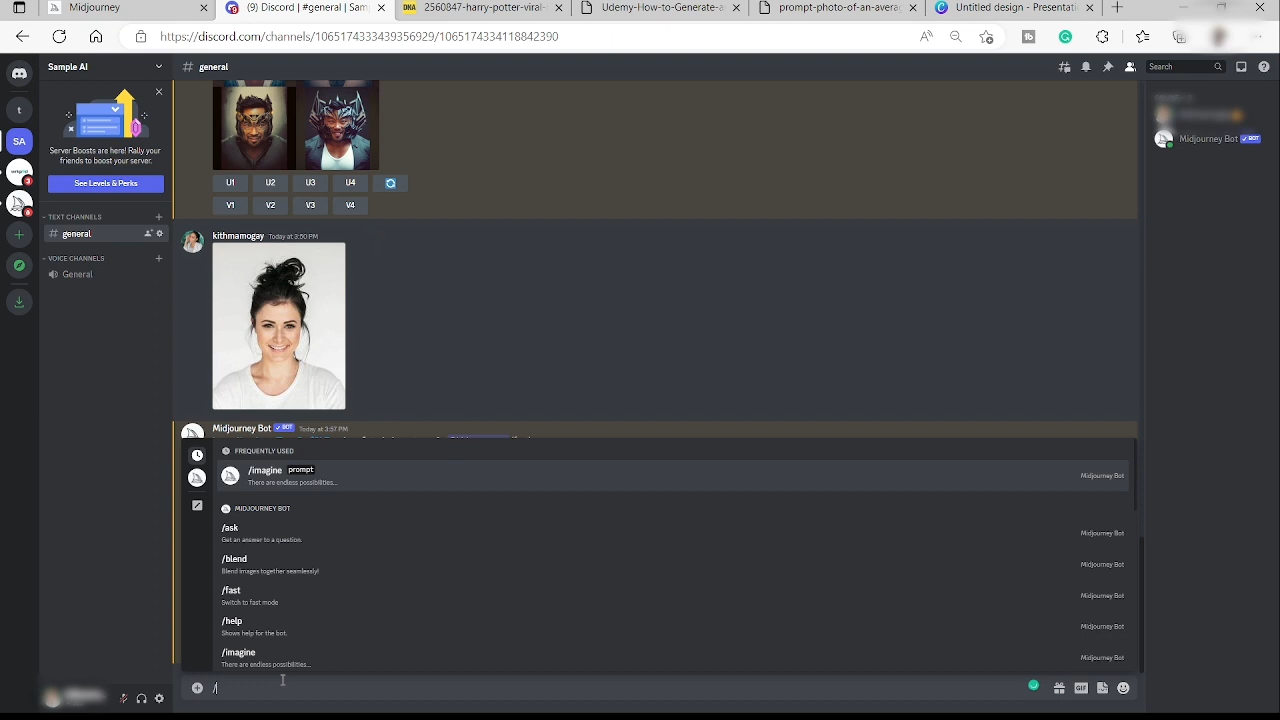 Midjourney
(9) Discord | #general | Sam
2560847-harry-potter-viral-
Udemy-How-to-Generate-a
prompt-photo-of-an-averag
Untitled design - Presentati
https://discord.com/channels/1065174333439356929/1065174334118842390
Sample AI
general
Search
Server Boosts are here! Rally your
friends to boost your server.
See Levels & Perks
TEXT CHANNELS
general
VOICE CHANNELS
General
t
SA
U1 U2 U3 U4
V1 V2 V3 V4
kithmamogay Today at 3:50 PM
Midjourney Bot BOT Today at 3:57 PM
FREQUENTLY USED
/imagine prompt
There are endless possibilities...
Midjourney Bot
MIDJOURNEY BOT
/ask
Get an answer to a question.
Midjourney Bot
/blend
Blend images together seamlessly!
Midjourney Bot
/fast
Switch to fast mode
Midjourney Bot
/help
Shows help for the bot.
Midjourney Bot
/imagine
There are endless possibilities...
Midjourney Bot
/
GIF
Midjourney Bot BOT